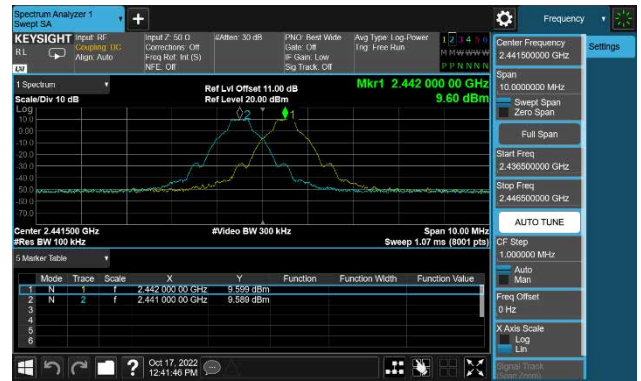 Spectrum Analyzer 1
Swept SA
+
Frequency
KEYSIGHT
RL
Input: RF
Coupling: DC
Align: Auto
Input Z: 50 Ω
Corrections: Off
Freq Ref: Int (S)
NFE: Off
#Atten: 30 dB
PNO: Best Wide
Gate: Off
IF Gain: Low
Sig Track: Off
Avg Type: Log-Power
Trig: Free Run
1 2 3 4 5 6
M M W W W W
P P N N N N
LXI
1 Spectrum
Scale/Div 10 dB
Log
Ref Lvl Offset 11.00 dB
Ref Level 20.00 dBm
Mkr1 2.442 000 00 GHz
9.60 dBm
10.0
0.00
-10.0
-20.0
-30.0
-40.0
-50.0
-60.0
-70.0
2
1
Center 2.441500 GHz
#Res BW 100 kHz
#Video BW 300 kHz
Span 10.00 MHz
Sweep 1.07 ms (8001 pts)
5 Marker Table
Mode Trace Scale X Y Function Function Width Function Value
1 N 1 f 2.442 000 00 GHz 9.599 dBm
2 N 2 f 2.441 000 00 GHz 9.589 dBm
3
4
5
6
?
Oct 17, 2022
12:41:46 PM
Center Frequency
2.441500000 GHz
Settings
Span
10.0000000 MHz
Swept Span
Zero Span
Full Span
Start Freq
2.436500000 GHz
Stop Freq
2.446500000 GHz
AUTO TUNE
CF Step
1.000000 MHz
Auto
Man
Freq Offset
0 Hz
X Axis Scale
Log
Lin
Signal Track
(Span Zoom)